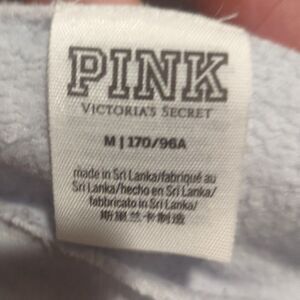 PINK
VICTORIA'S SECRET
M | 170/96A
made in Sri Lanka/fabriqué au
Sri Lanka/hecho en Sri Lanka/
fabbricato in Sri Lanka/
斯里兰卡制造